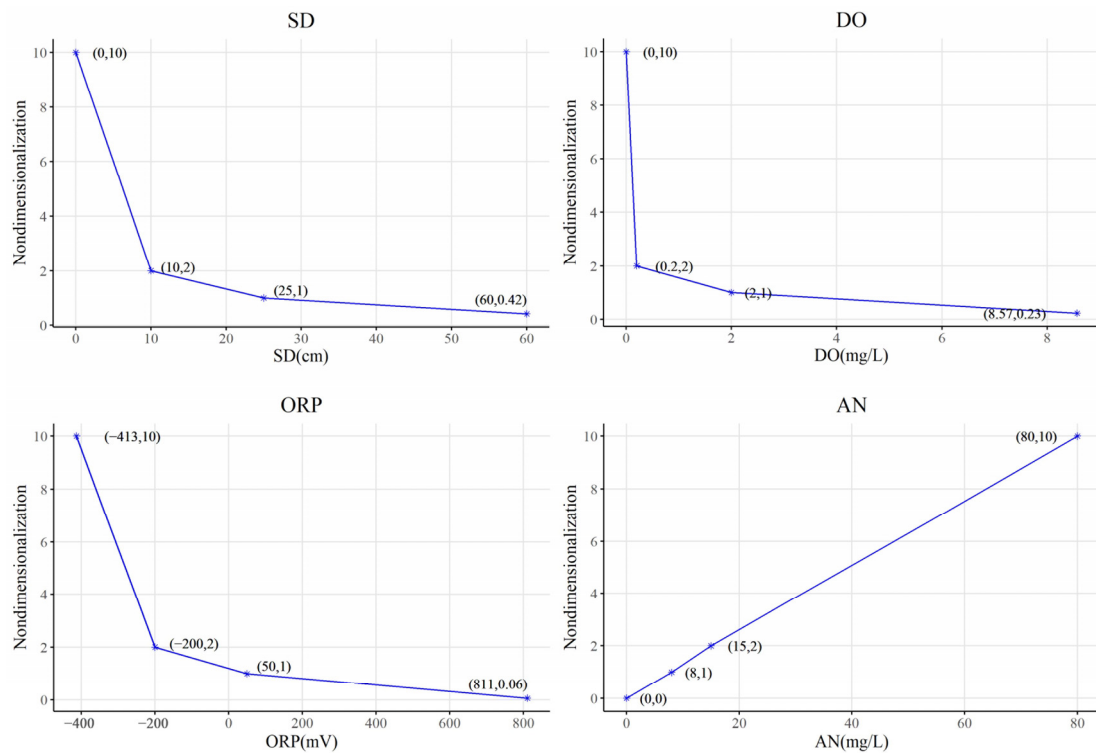 SD
Nondimensionalization
10
8
6
4
2
0
(0,10)
(10,2)
(25,1)
(60,0.42)
0 10 20 30 40 50 60
SD(cm)
DO
Nondimensionalization
10
8
6
4
2
0
(0,10)
(0.2,2)
(2,1)
(8.57,0.23)
0 2 4 6 8
DO(mg/L)
ORP
Nondimensionalization
10
8
6
4
2
0
(−413,10)
(−200,2)
(50,1)
(811,0.06)
−400 −200 0 200 400 600 800
ORP(mV)
AN
Nondimensionalization
10
8
6
4
2
0
(80,10)
(15,2)
(8,1)
(0,0)
0 20 40 60 80
AN(mg/L)